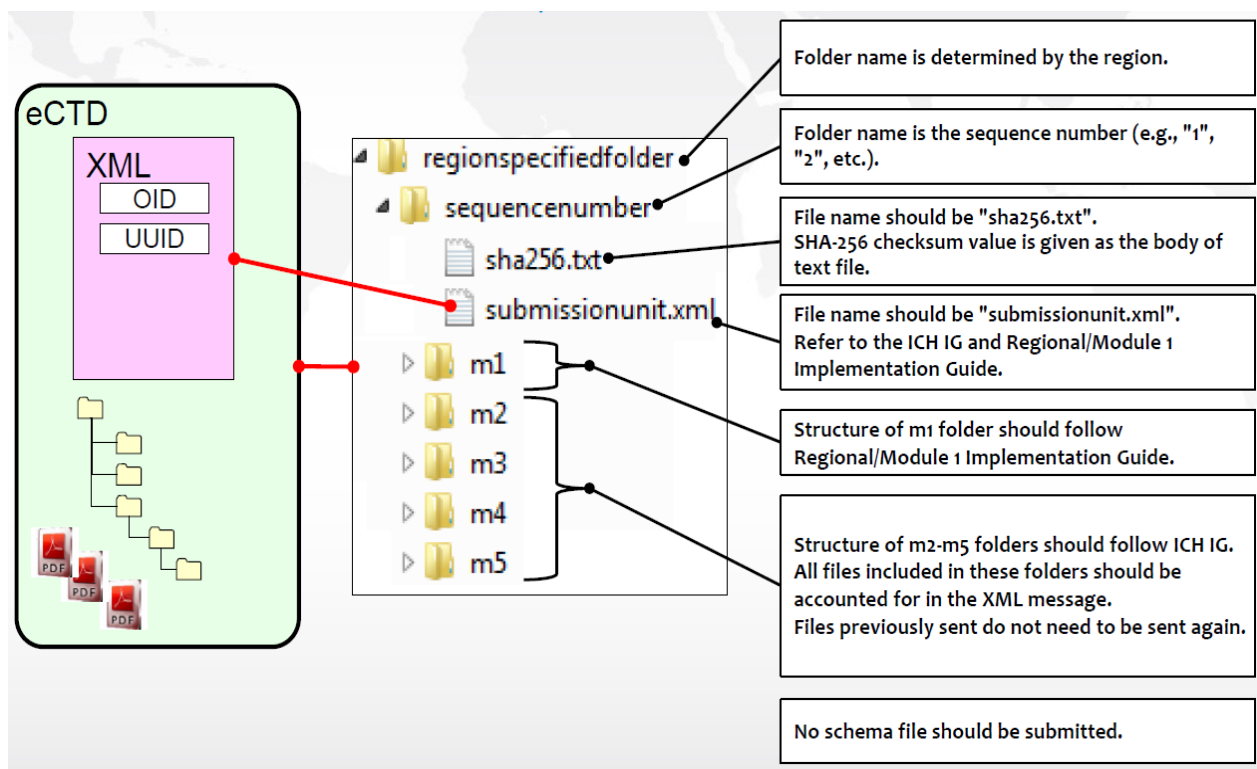 eCTD
XML
OID
UUID
PDF
PDF
PDF
regionspecifiedfolder
sequencenumber
sha256.txt
submissionunit.xml
m1
m2
m3
m4
m5
Folder name is determined by the region.
Folder name is the sequence number (e.g., "1",
"2", etc.).
File name should be "sha256.txt".
SHA-256 checksum value is given as the body of
text file.
File name should be "submissionunit.xml".
Refer to the ICH IG and Regional/Module 1
Implementation Guide.
Structure of m1 folder should follow
Regional/Module 1 Implementation Guide.
Structure of m2-m5 folders should follow ICH IG.
All files included in these folders should be
accounted for in the XML message.
Files previously sent do not need to be sent again.
No schema file should be submitted.